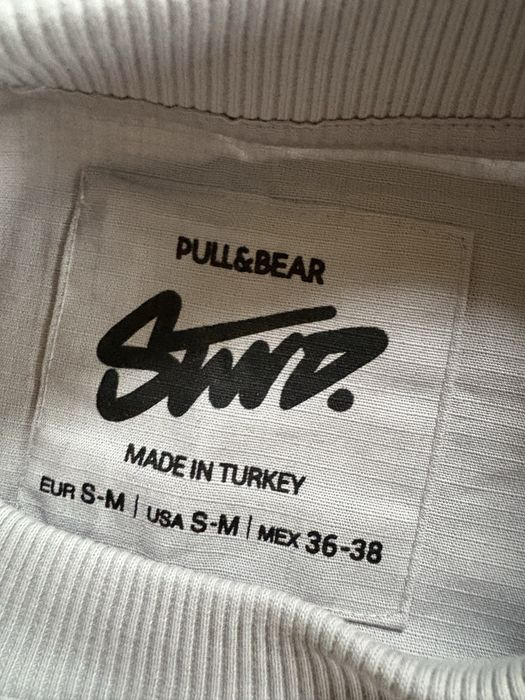 PULL&BEAR
STWD.
MADE IN TURKEY
EUR S-M | USA S-M | MEX 36-38